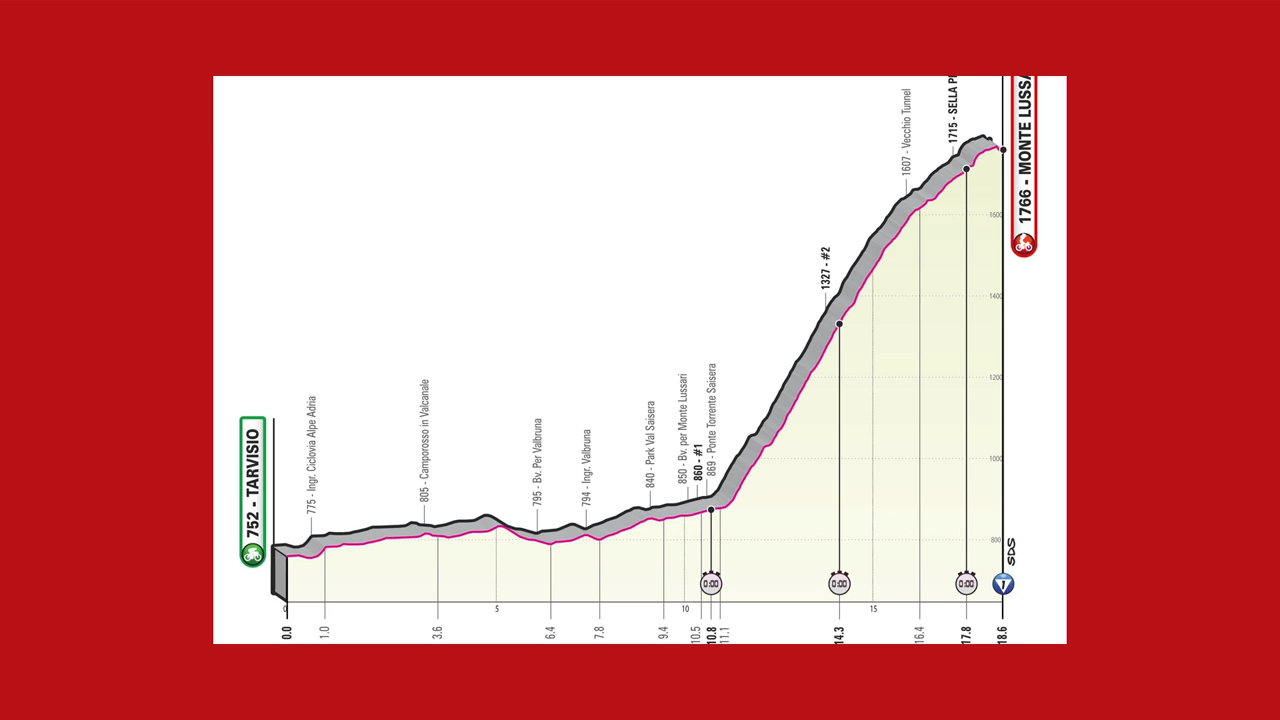 752 - TARVISIO
775 - Ingr. Ciclovia Alpe Adria
805 - Camporosso in Valcanale
795 - Bv. Per Valbruna
794 - Ingr. Valbruna
840 - Park Val Saisera
850 - Bv. per Monte Lussari
860 - #1
869 - Ponte Torrente Saisera
1327 - #2
1607 - Vecchio Tunnel
1715 - SELLA
1766 - MONTE LUSSA
1600
1400
1200
1000
800
SDS
0:00
0:00
0:00
1
0
5
10
15
0.0
1.0
3.6
6.4
7.8
9.4
10.5
10.8
11.1
14.3
16.4
17.8
18.6